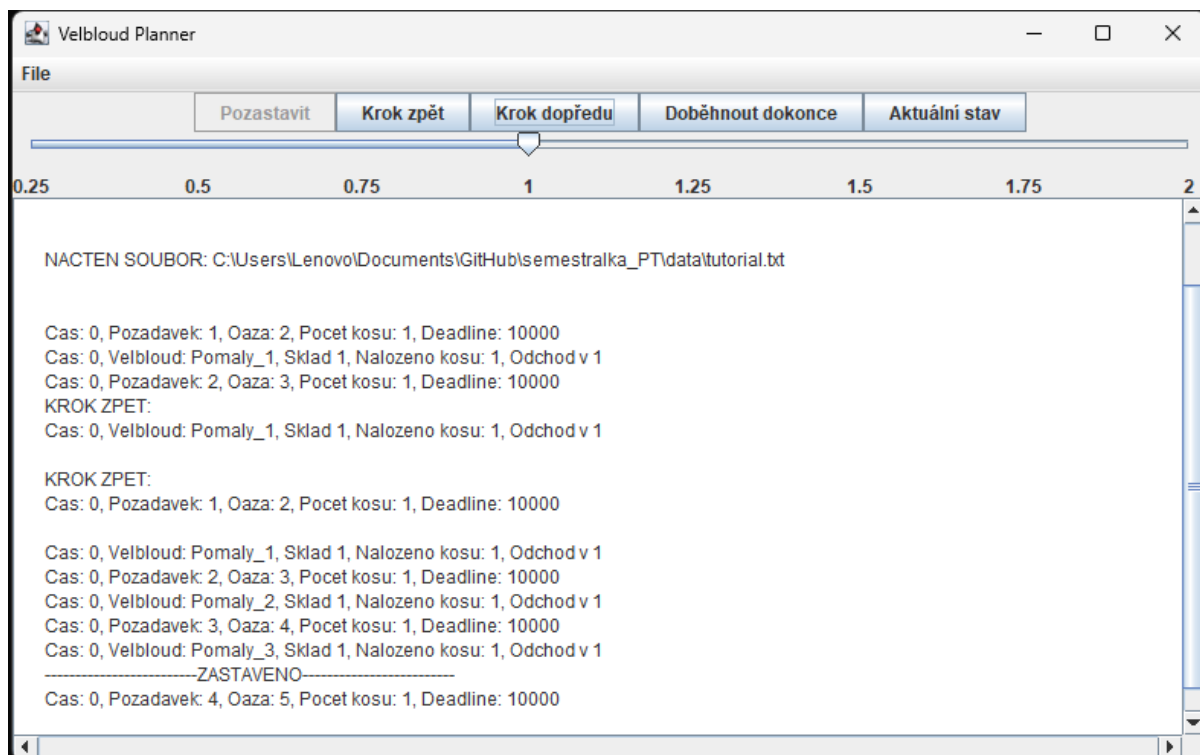 Velbloud Planner
File
Pozastavit Krok zpět Krok dopředu Doběhnout dokonce Aktuální stav
0.25 0.5 0.75 1 1.25 1.5 1.75 2
NACTEN SOUBOR: C:\Users\Lenovo\Documents\GitHub\semestralka_PT\data\tutorial.txt
Cas: 0, Pozadavek: 1, Oaza: 2, Pocet kosu: 1, Deadline: 10000
Cas: 0, Velbloud: Pomaly_1, Sklad 1, Nalozeno kosu: 1, Odchod v 1
Cas: 0, Pozadavek: 2, Oaza: 3, Pocet kosu: 1, Deadline: 10000
KROK ZPET:
Cas: 0, Velbloud: Pomaly_1, Sklad 1, Nalozeno kosu: 1, Odchod v 1
KROK ZPET:
Cas: 0, Pozadavek: 1, Oaza: 2, Pocet kosu: 1, Deadline: 10000
Cas: 0, Velbloud: Pomaly_1, Sklad 1, Nalozeno kosu: 1, Odchod v 1
Cas: 0, Pozadavek: 2, Oaza: 3, Pocet kosu: 1, Deadline: 10000
Cas: 0, Velbloud: Pomaly_2, Sklad 1, Nalozeno kosu: 1, Odchod v 1
Cas: 0, Pozadavek: 3, Oaza: 4, Pocet kosu: 1, Deadline: 10000
Cas: 0, Velbloud: Pomaly_3, Sklad 1, Nalozeno kosu: 1, Odchod v 1
-------------------------ZASTAVENO-------------------------
Cas: 0, Pozadavek: 4, Oaza: 5, Pocet kosu: 1, Deadline: 10000